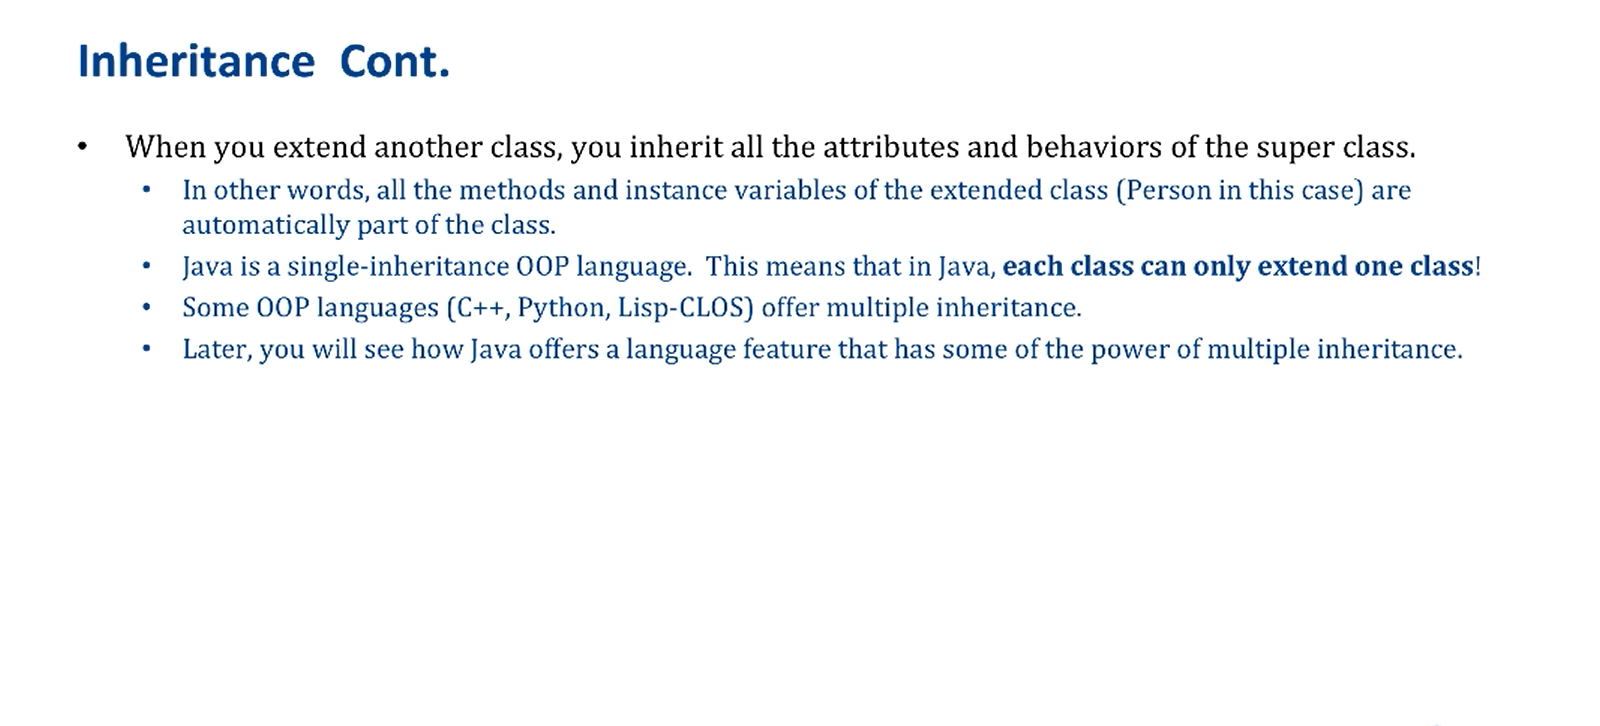 Inheritance Cont.
• When you extend another class, you inherit all the attributes and behaviors of the super class.
• In other words, all the methods and instance variables of the extended class (Person in this case) are
automatically part of the class.
• Java is a single-inheritance OOP language. This means that in Java, each class can only extend one class!
• Some OOP languages (C++, Python, Lisp-CLOS) offer multiple inheritance.
• Later, you will see how Java offers a language feature that has some of the power of multiple inheritance.